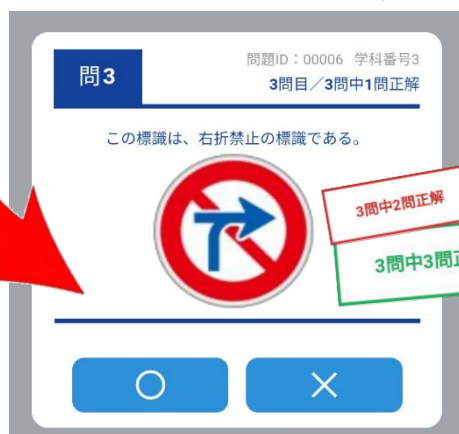 問3
問題ID：00006 学科番号3
3問目／3問中1問正解
この標識は、右折禁止の標識である。
3問中2問正解
3問中3問